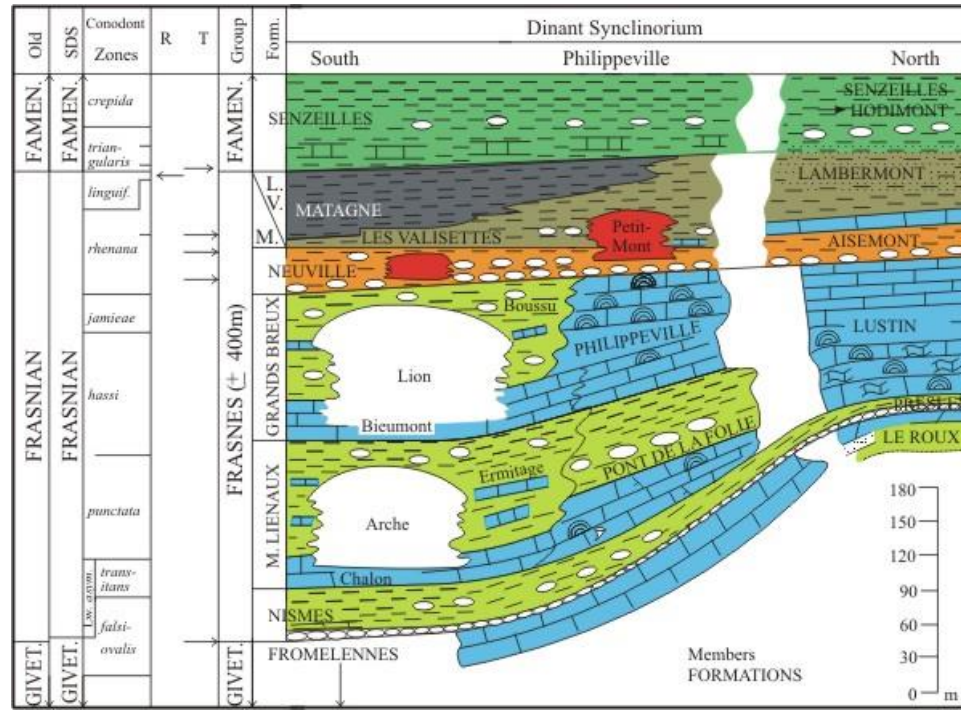 Old
SDS
Conodont
Zones
R T
Group
Form.
Dinant Synclinorium
South Philippeville North
FAMEN.
FAMEN.
crepida
trian-
gularis
FAMEN.
FRASNIAN
FRASNIAN
linguif.
rhenana
jamieae
hassi
punctata
Lw. asym.
trans-
itans
falsi-
ovalis
FRASNES (± 400m)
L.
V.
M.
GRANDS BREUX
M. LIENAUX
GIVET.
GIVET.
GIVET.
SENZEILLES
SENZEILLES
HODIMONT
MATAGNE
LAMBERMONT
LES VALISETTES
Petit-
Mont
NEUVILLE
AISEMONT
Boussu
PHILIPPEVILLE
LUSTIN
Lion
Bieumont
PRESLES
LE ROUX
Ermitage
PONT DE LA FOLIE
Arche
Chalon
NISMES
FROMELENNES
Members
FORMATIONS
180
150
120
90
60
30
0 m